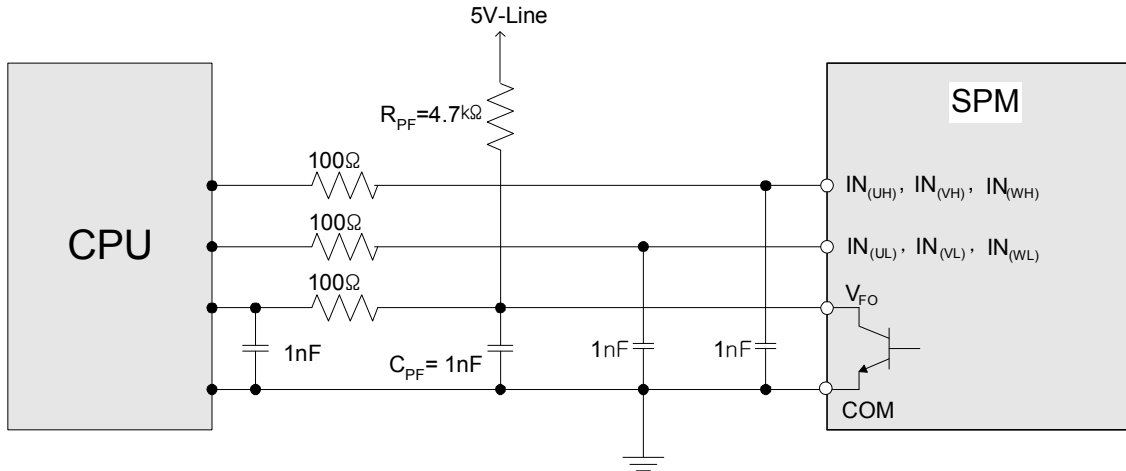 5V-Line
SPM
R_PF=4.7kΩ
100Ω
IN(UH), IN(VH), IN(WH)
100Ω
CPU
IN(UL), IN(VL), IN(WL)
100Ω
V_FO
1nF
C_PF= 1nF
1nF
1nF
COM